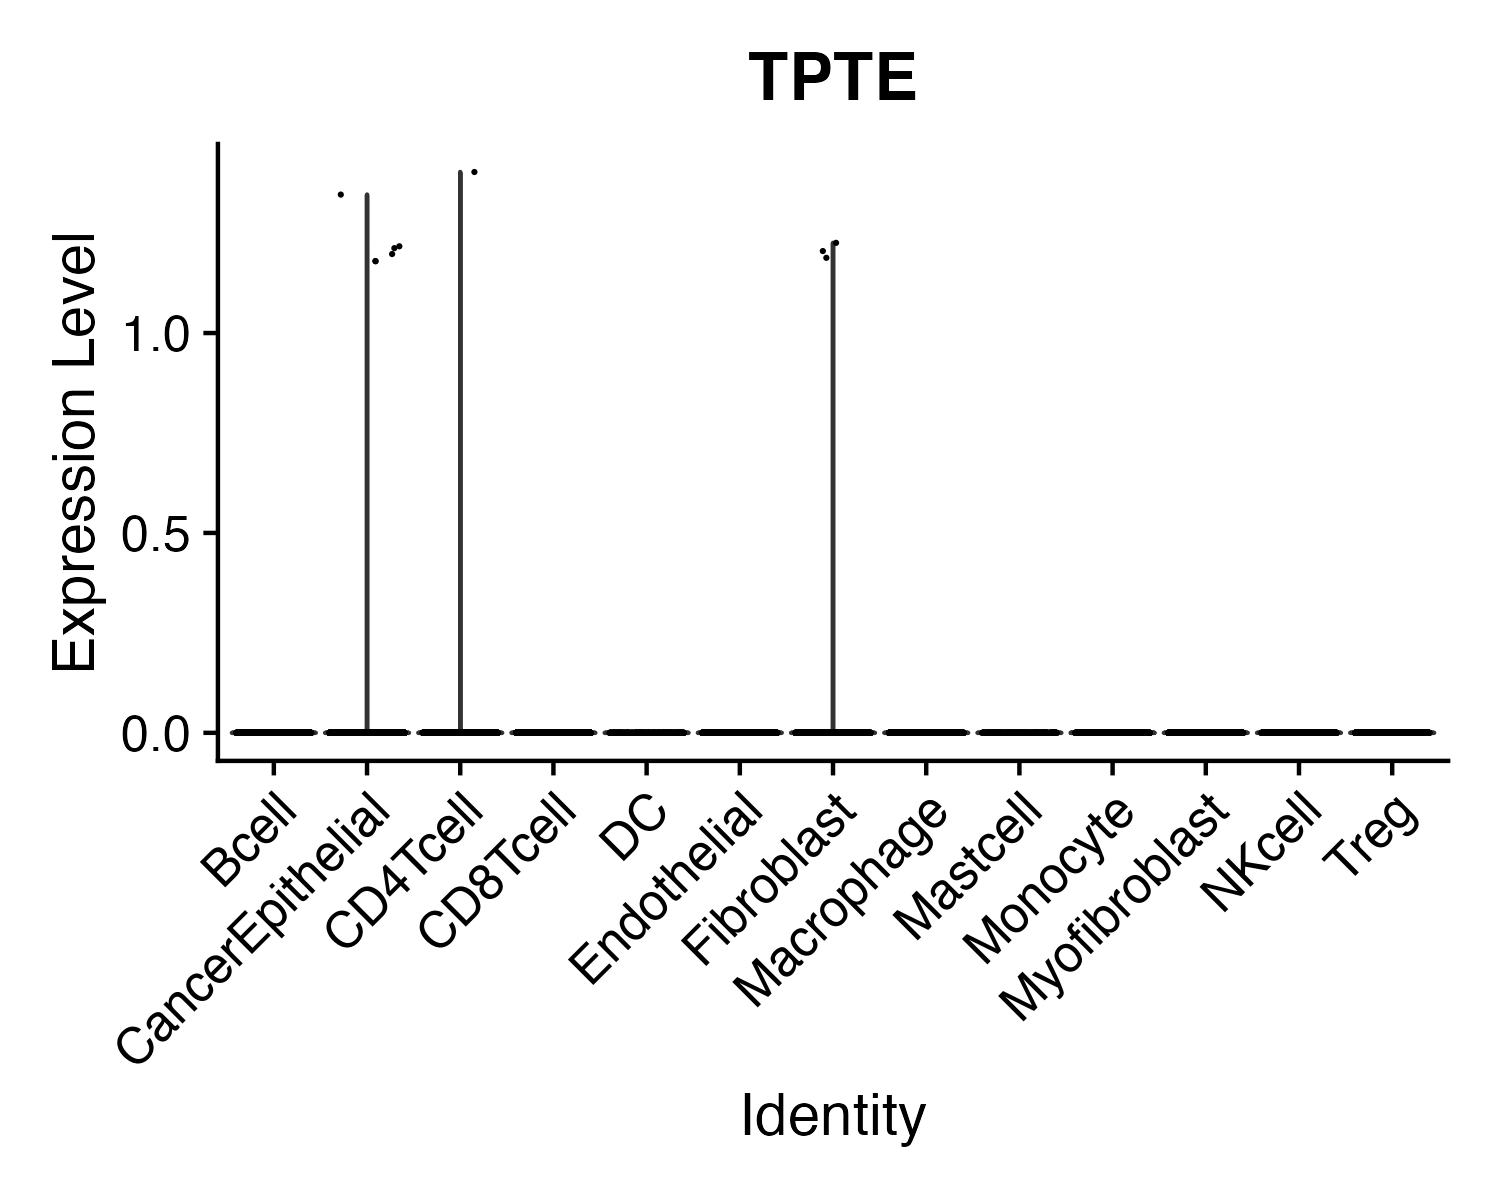 TPTE
Expression Level
1.0
0.5
0.0
Bcell
CancerEpithelial
CD4Tcell
CD8Tcell
DC
Endothelial
Fibroblast
Macrophage
Mastcell
Monocyte
Myofibroblast
NKcell
Treg
Identity